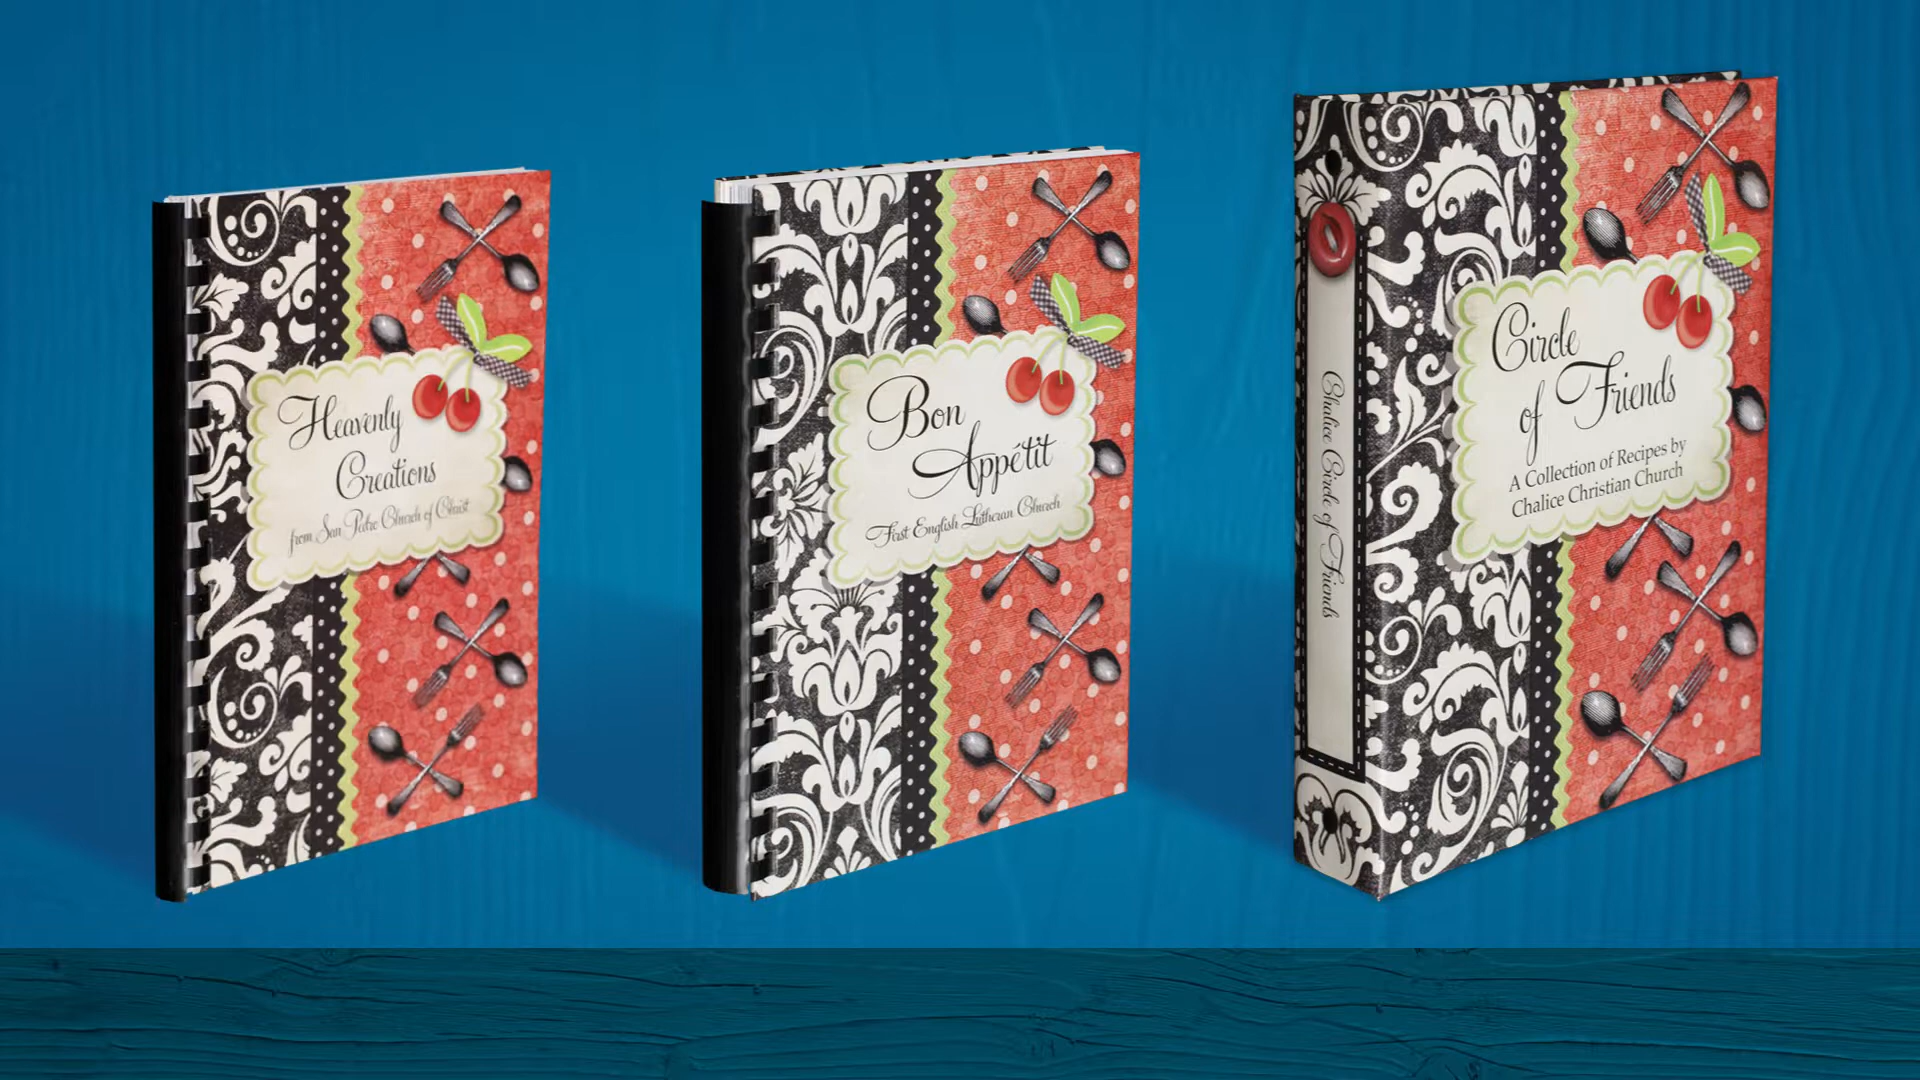 Heavenly
Creations
from San Pedro Church of Christ
Bon
Appétit
First English Lutheran Church
Chalice Circle of Friends
Circle
of Friends
A Collection of Recipes by
Chalice Christian Church